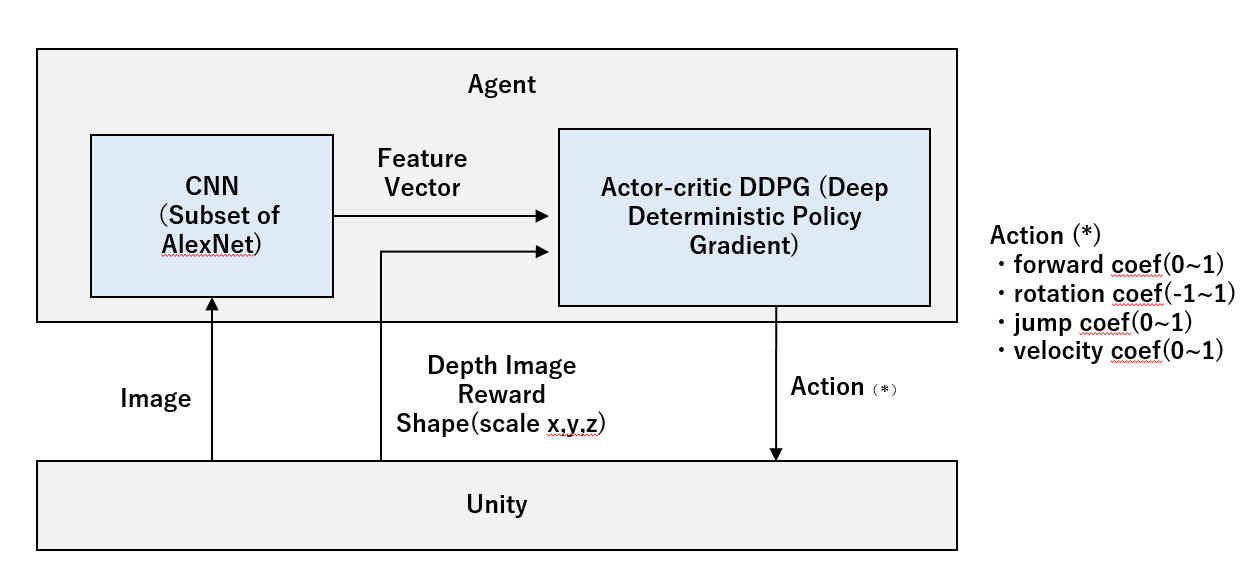 Agent
CNN
（Subset of
AlexNet）
Feature
Vector
Actor-critic DDPG（Deep
Deterministic Policy
Gradient）
Action（*）
・forward coef(0~1)
・rotation coef(-1~1)
・jump coef(0~1)
・velocity coef(0~1)
Image
Depth Image
Reward
Shape(scale x,y,z)
Action（*）
Unity